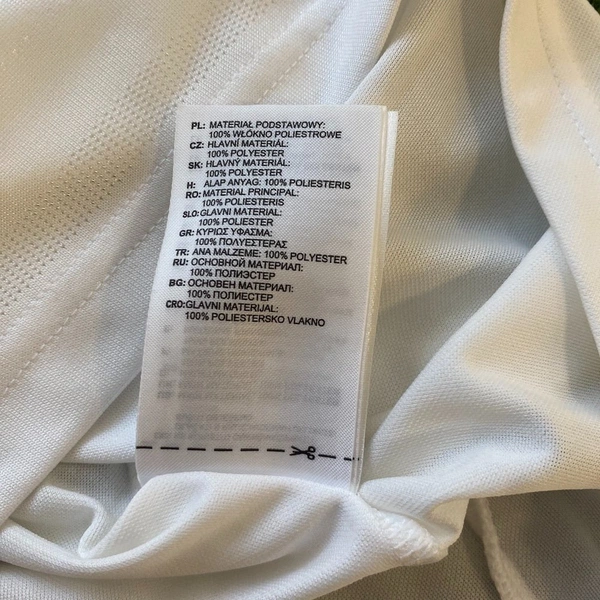 PL: MATERIAŁ PODSTAWOWY:
100% WŁÓKNO POLIESTROWE
CZ: HLAVNÍ MATERIÁL:
100% POLYESTER
SK: HLAVNÝ MATERIÁL:
100% POLYESTER
H: ALAP ANYAG: 100% POLIESTERIS
RO: MATERIAL PRINCIPAL:
100% POLIESTERIS
SLO: GLAVNI MATERIAL:
100% POLIESTER
GR: ΚΥΡΙΩΣ ΥΦΑΣΜΑ:
100% ΠΟΛΥΕΣΤΕΡΑΣ
TR: ANA MALZEME: 100% POLYESTER
RU: ОСНОВНОЙ МАТЕРИАЛ:
100% ПОЛИЭСТЕР
BG: ОСНОВЕН МАТЕРИАЛ:
100% ПОЛИЕСТЕР
CRO: GLAVNI MATERIJAL:
100% POLIESTERSKO VLAKNO